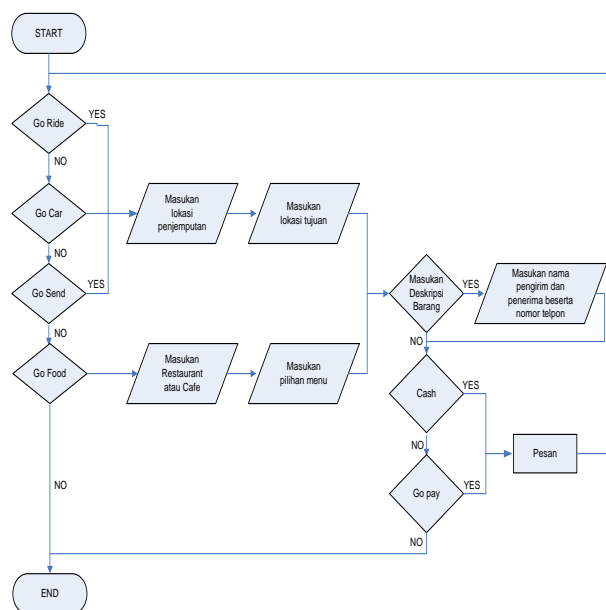 START
Go Ride
YES
NO
Go Car
Masukan
lokasi
penjemputan
Masukan
lokasi tujuan
NO
Go Send
YES
Masukan
Deskripsi
Barang
YES
Masukan nama
pengirim dan
penerima beserta
nomor telpon
NO
NO
Go Food
Masukan
Restaurant
atau Cafe
Masukan
pilihan menu
Cash
YES
NO
Pesan
Go pay
YES
NO
NO
END